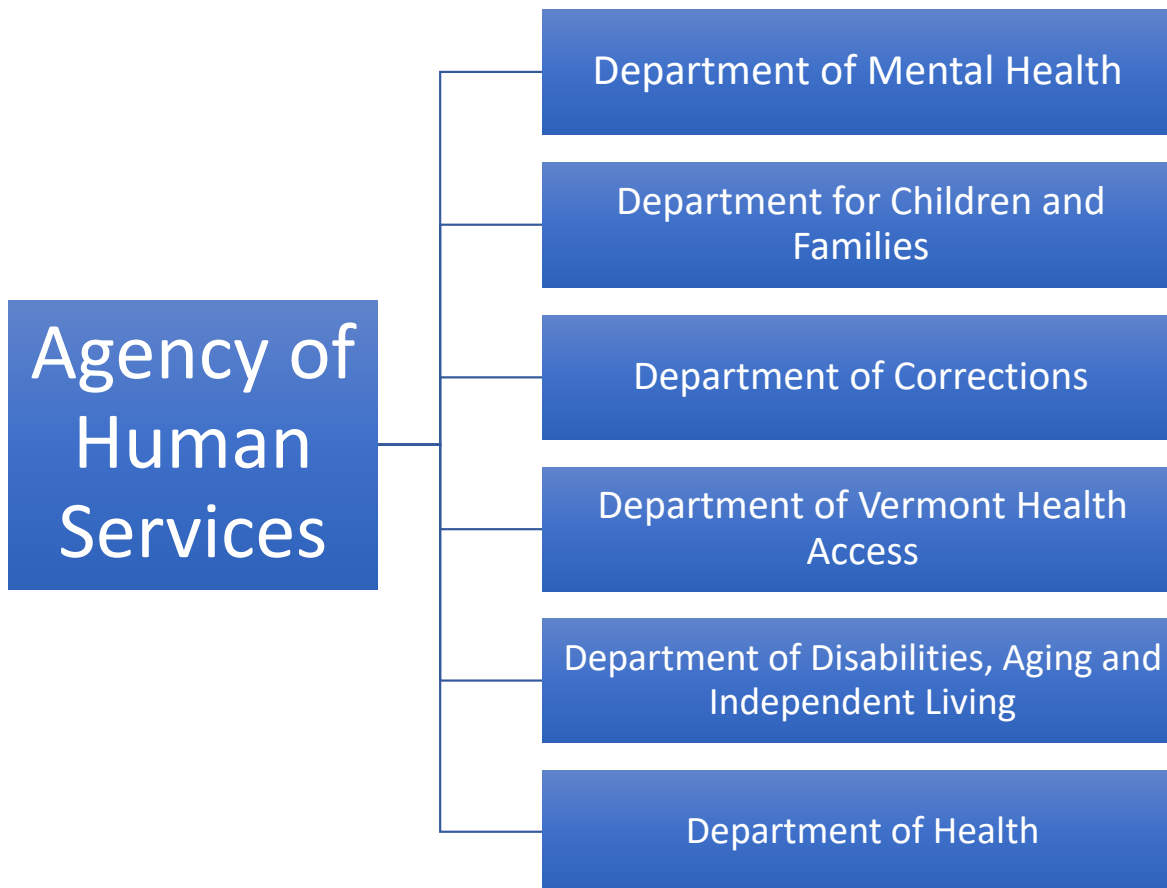 Agency of
Human
Services
Department of Mental Health
Department for Children and
Families
Department of Corrections
Department of Vermont Health
Access
Department of Disabilities, Aging and
Independent Living
Department of Health